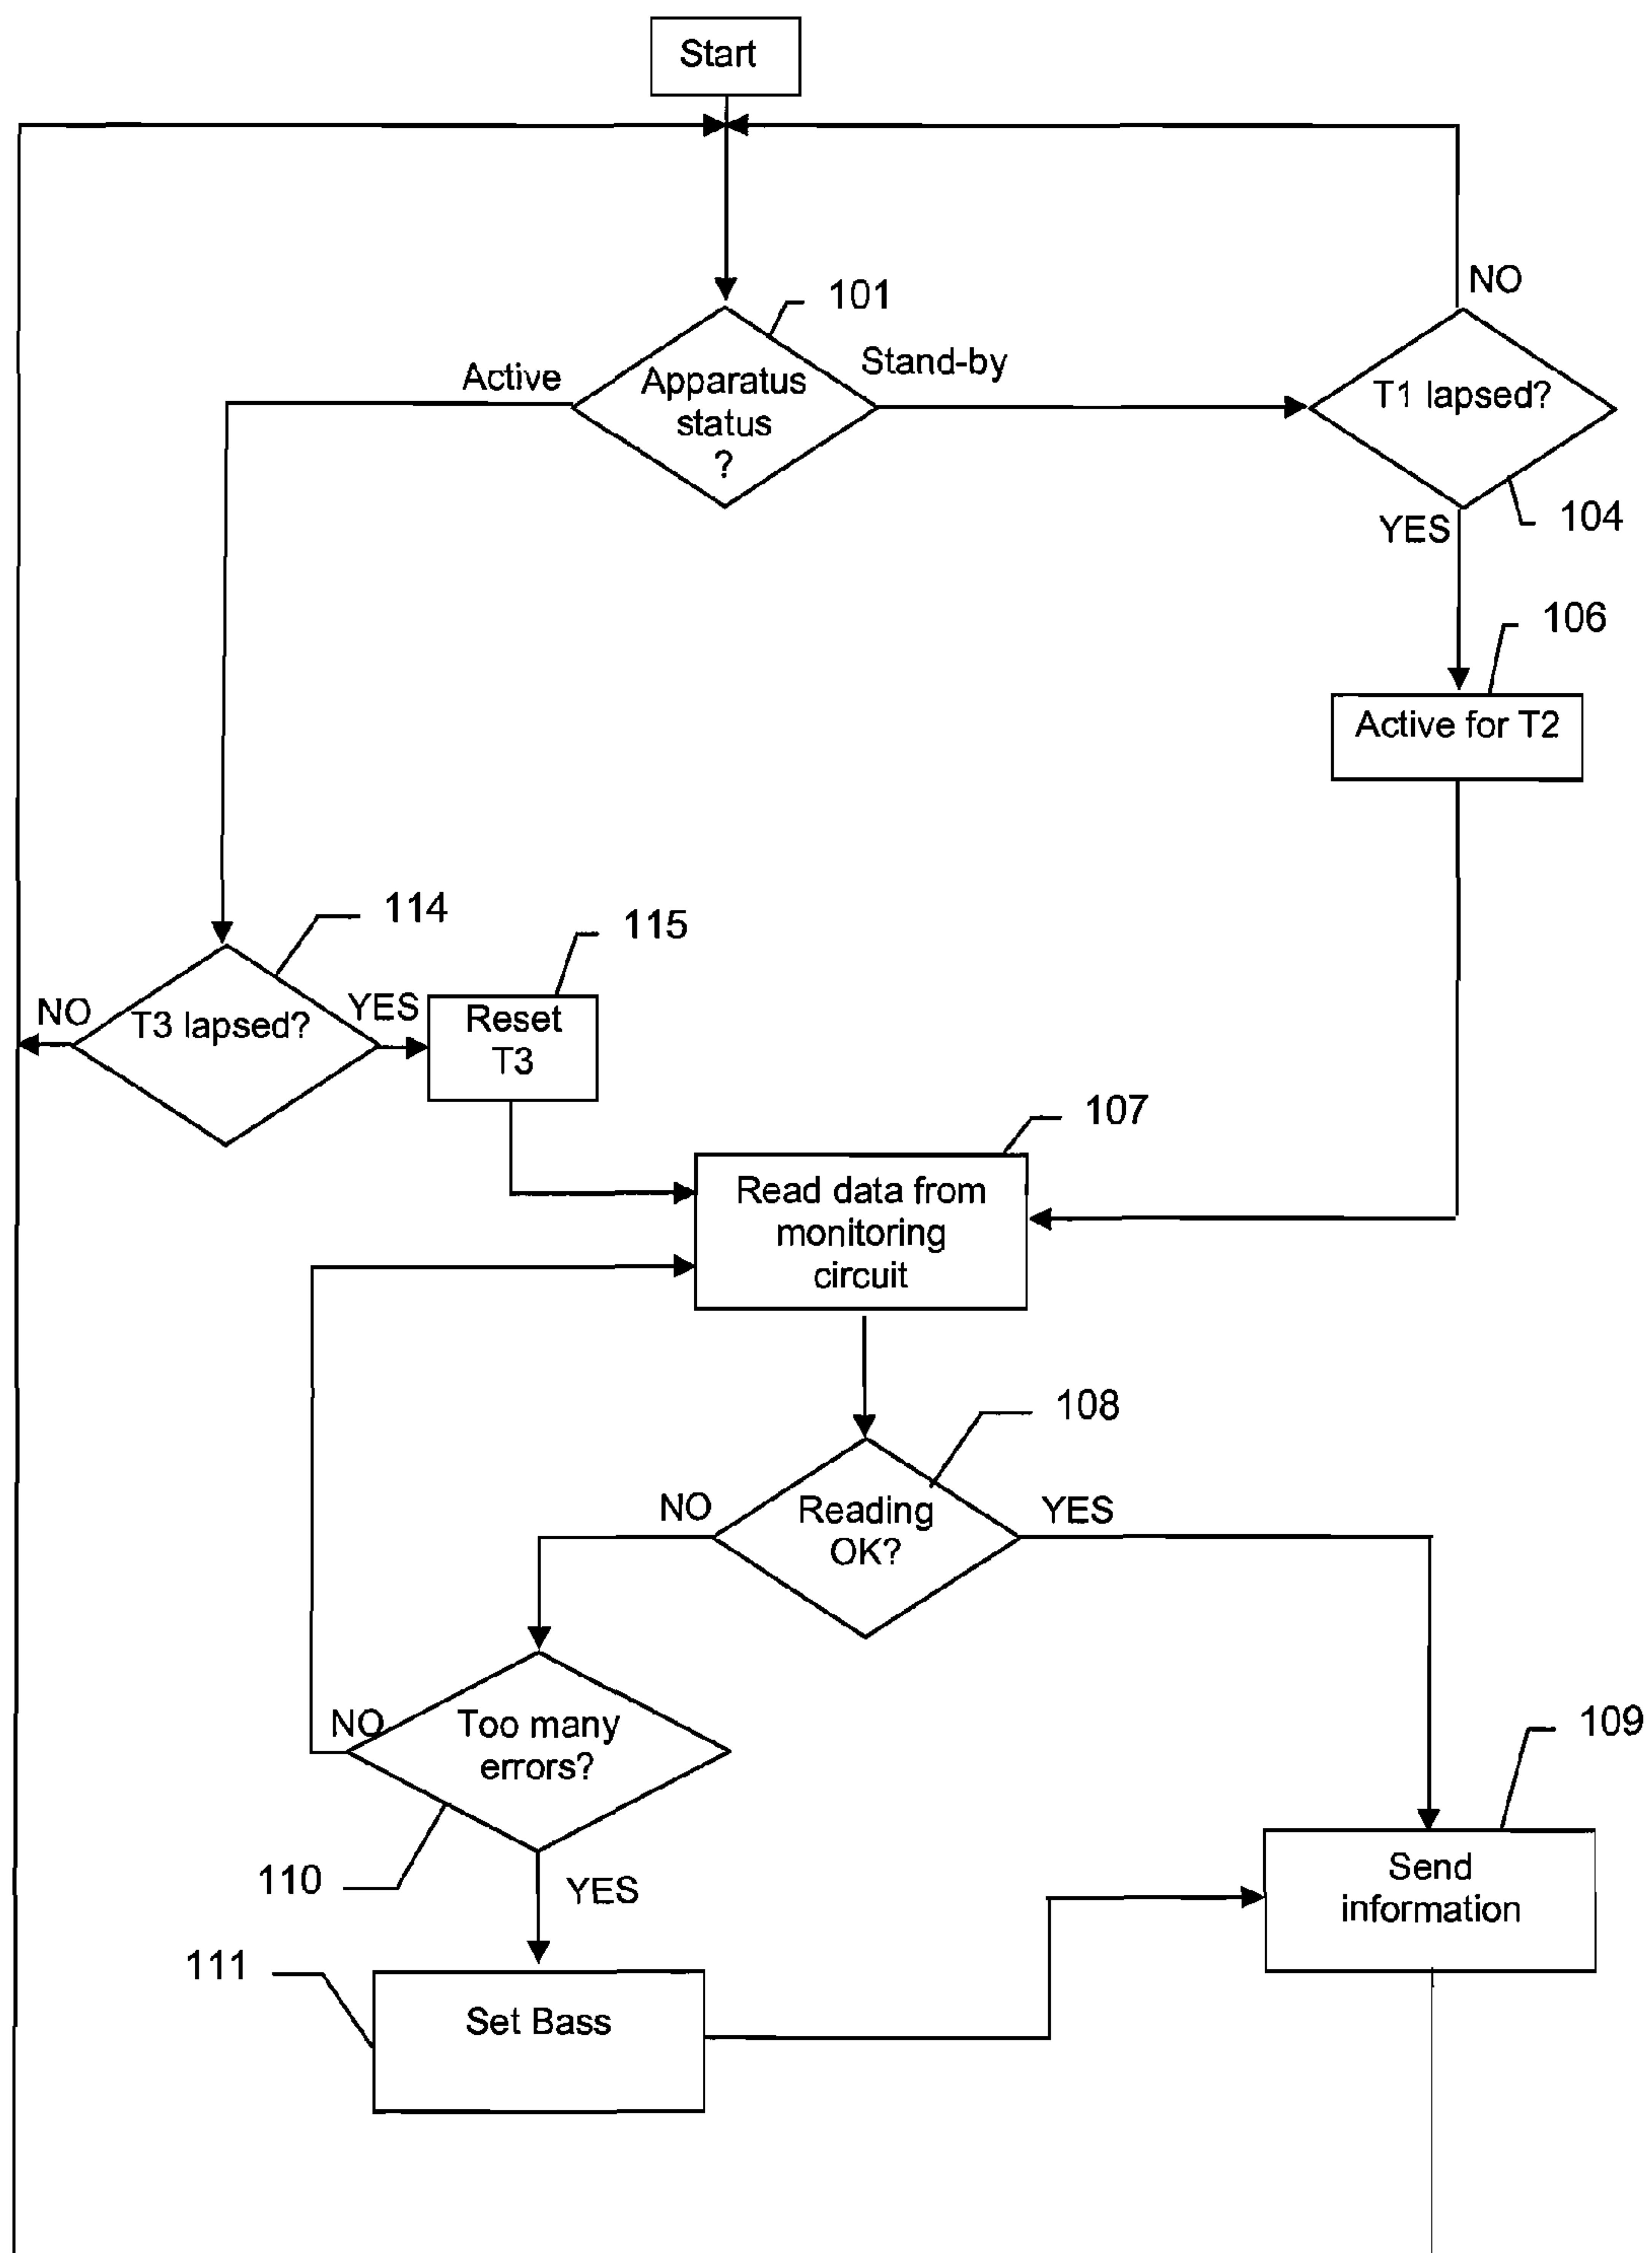 Start
101
NO
Active
Apparatus
status
?
Stand-by
T1 lapsed?
104
YES
106
Active for T2
114
115
NO
T3 lapsed?
YES
Reset
T3
107
Read data from
monitoring
circuit
108
NO
Reading
OK?
YES
NO
Too many
errors?
109
110
YES
Send
information
111
Set Bass